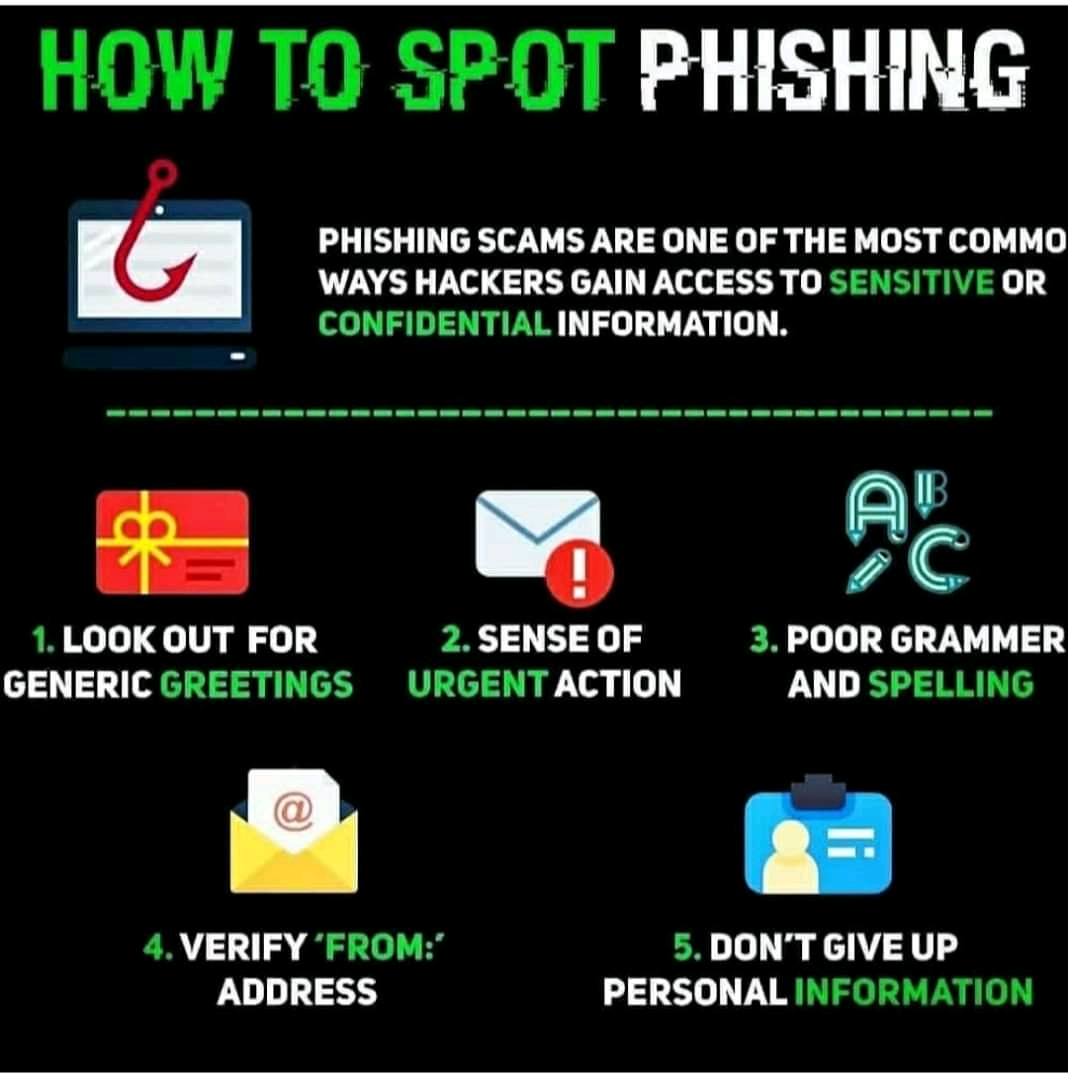 HOW TO SPOT PHISHING
PHISHING SCAMS ARE ONE OF THE MOST COMMO
WAYS HACKERS GAIN ACCESS TO SENSITIVE OR
CONFIDENTIAL INFORMATION.
1. LOOK OUT FOR
GENERIC GREETINGS
2. SENSE OF
URGENT ACTION
A B
C
3. POOR GRAMMER
AND SPELLING
@
4. VERIFY 'FROM:'
ADDRESS
5. DON'T GIVE UP
PERSONAL INFORMATION